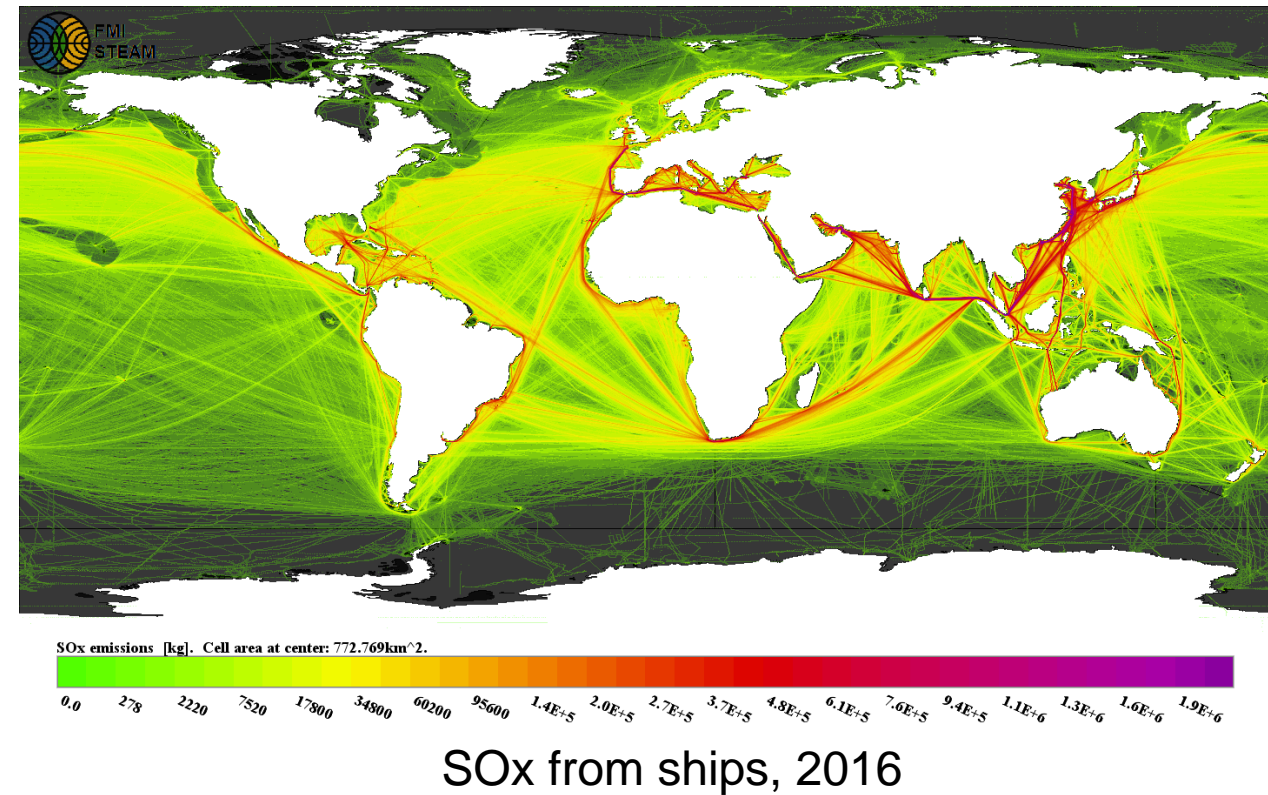 FMI
STEAM
SOx emissions [kg]. Cell area at center: 772.769km^2.
0.0 278 2220 7520 17800 34800 60200 95600 1.4E+5 2.0E+5 2.7E+5 3.7E+5 4.8E+5 6.1E+5 7.6E+5 9.4E+5 1.1E+6 1.3E+6 1.6E+6 1.9E+6
SOx from ships, 2016